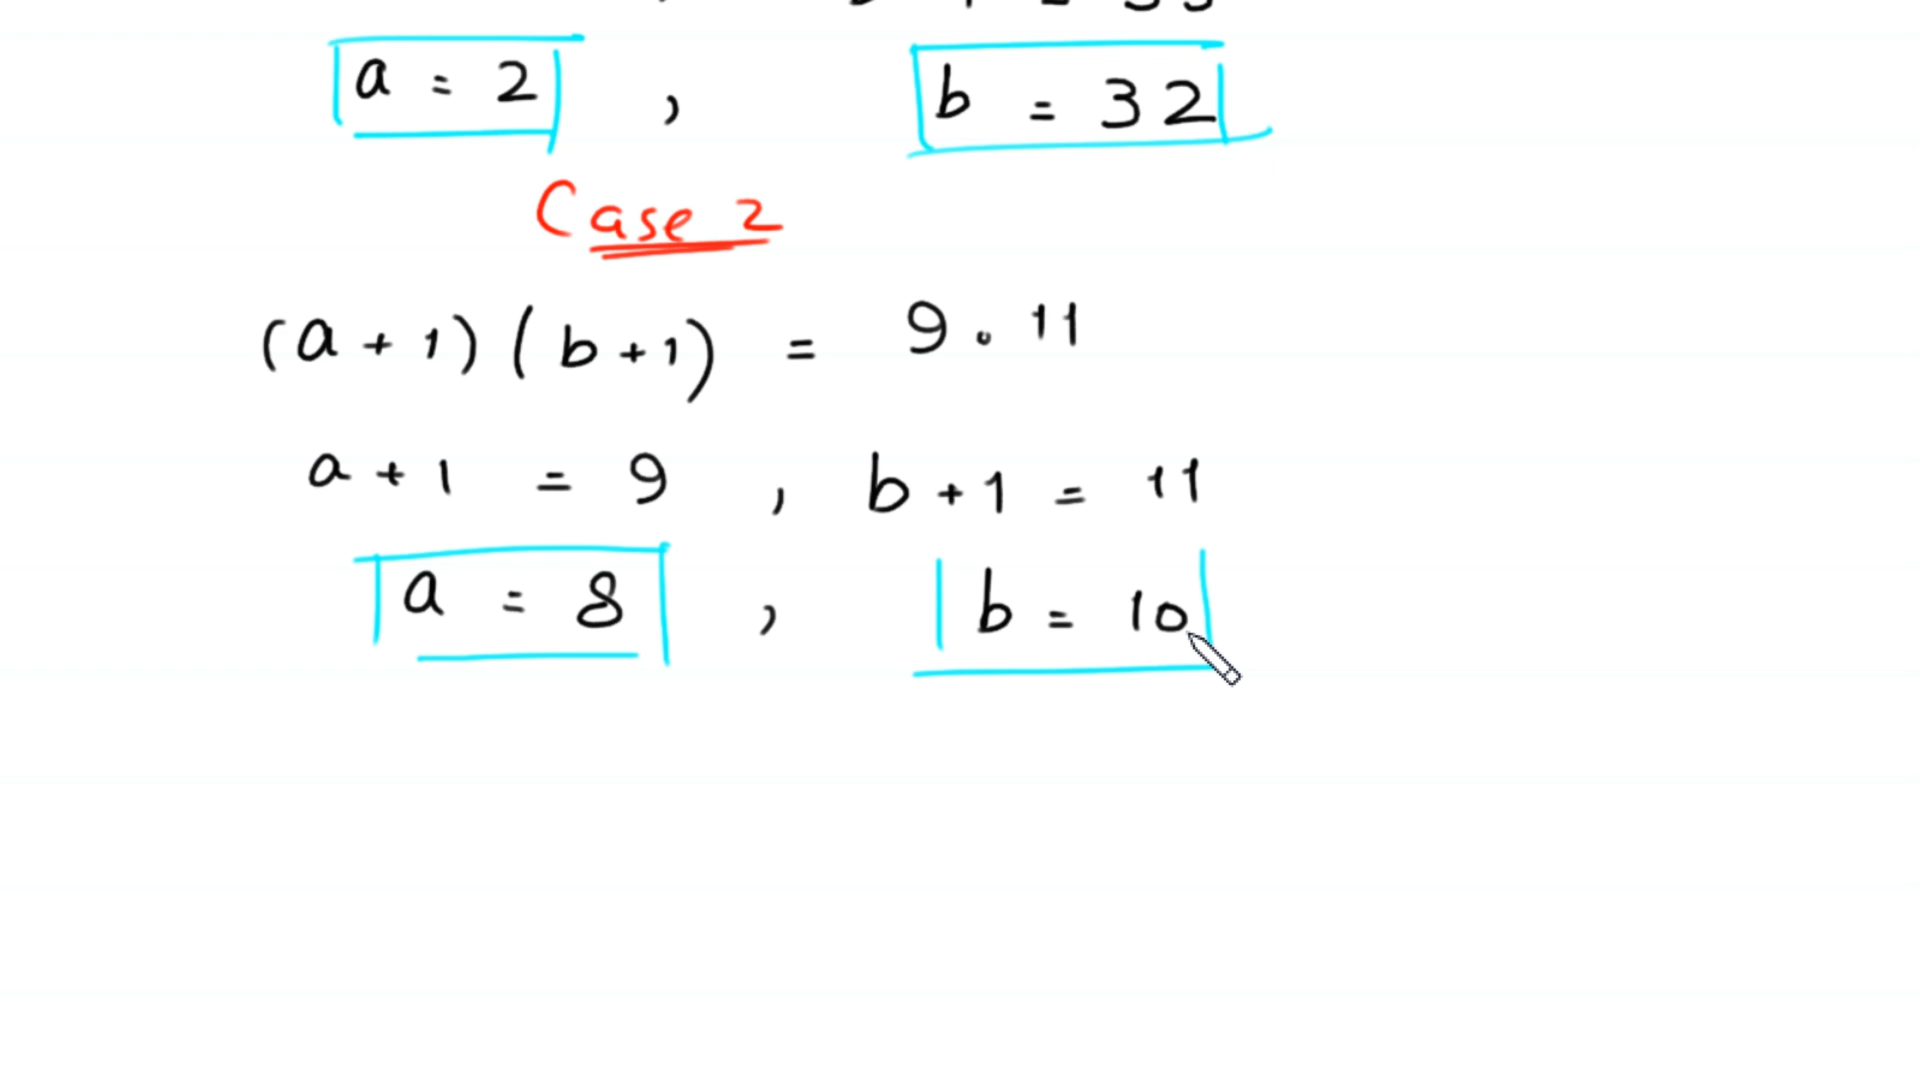 a = 2 , b = 32
Case 2
(a + 1) (b + 1) = 9 . 11
a + 1 = 9 , b + 1 = 11
a = 8 , b = 10